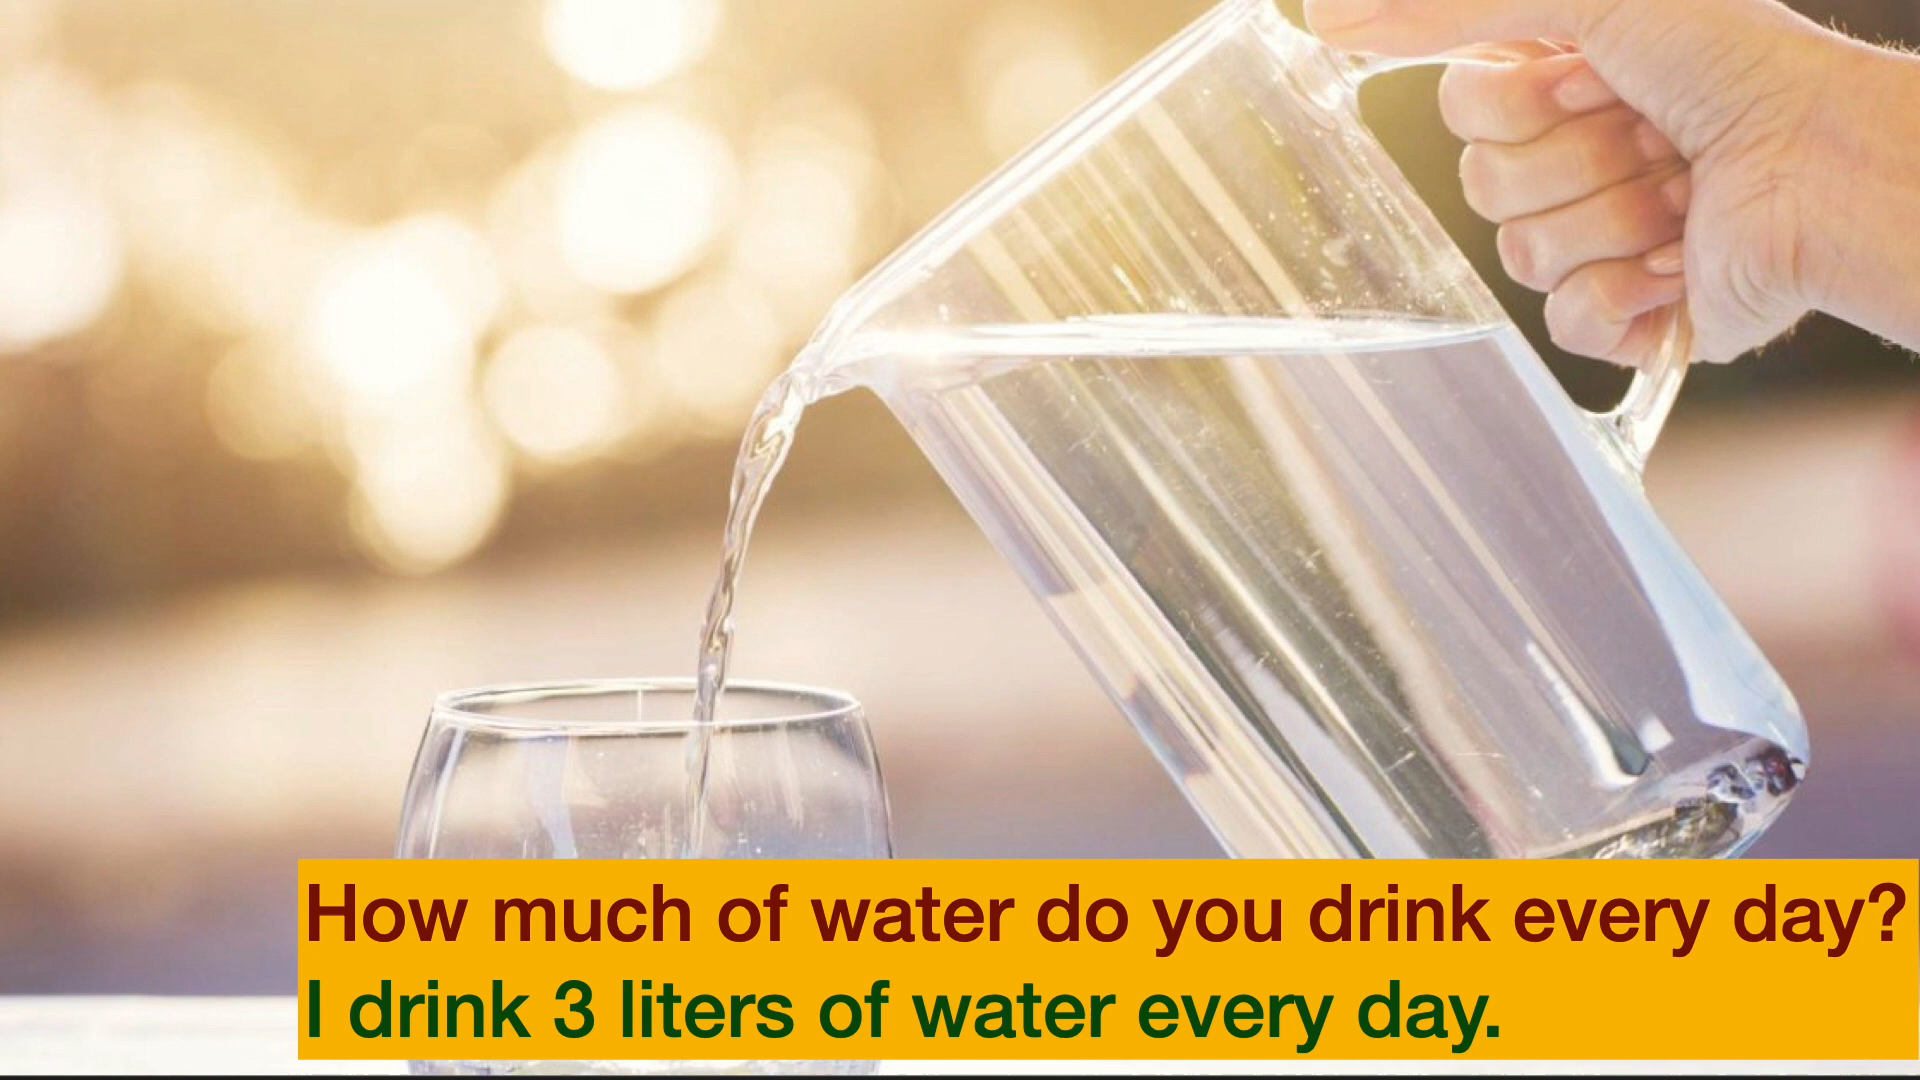 How much of water do you drink every day?
I drink 3 liters of water every day.